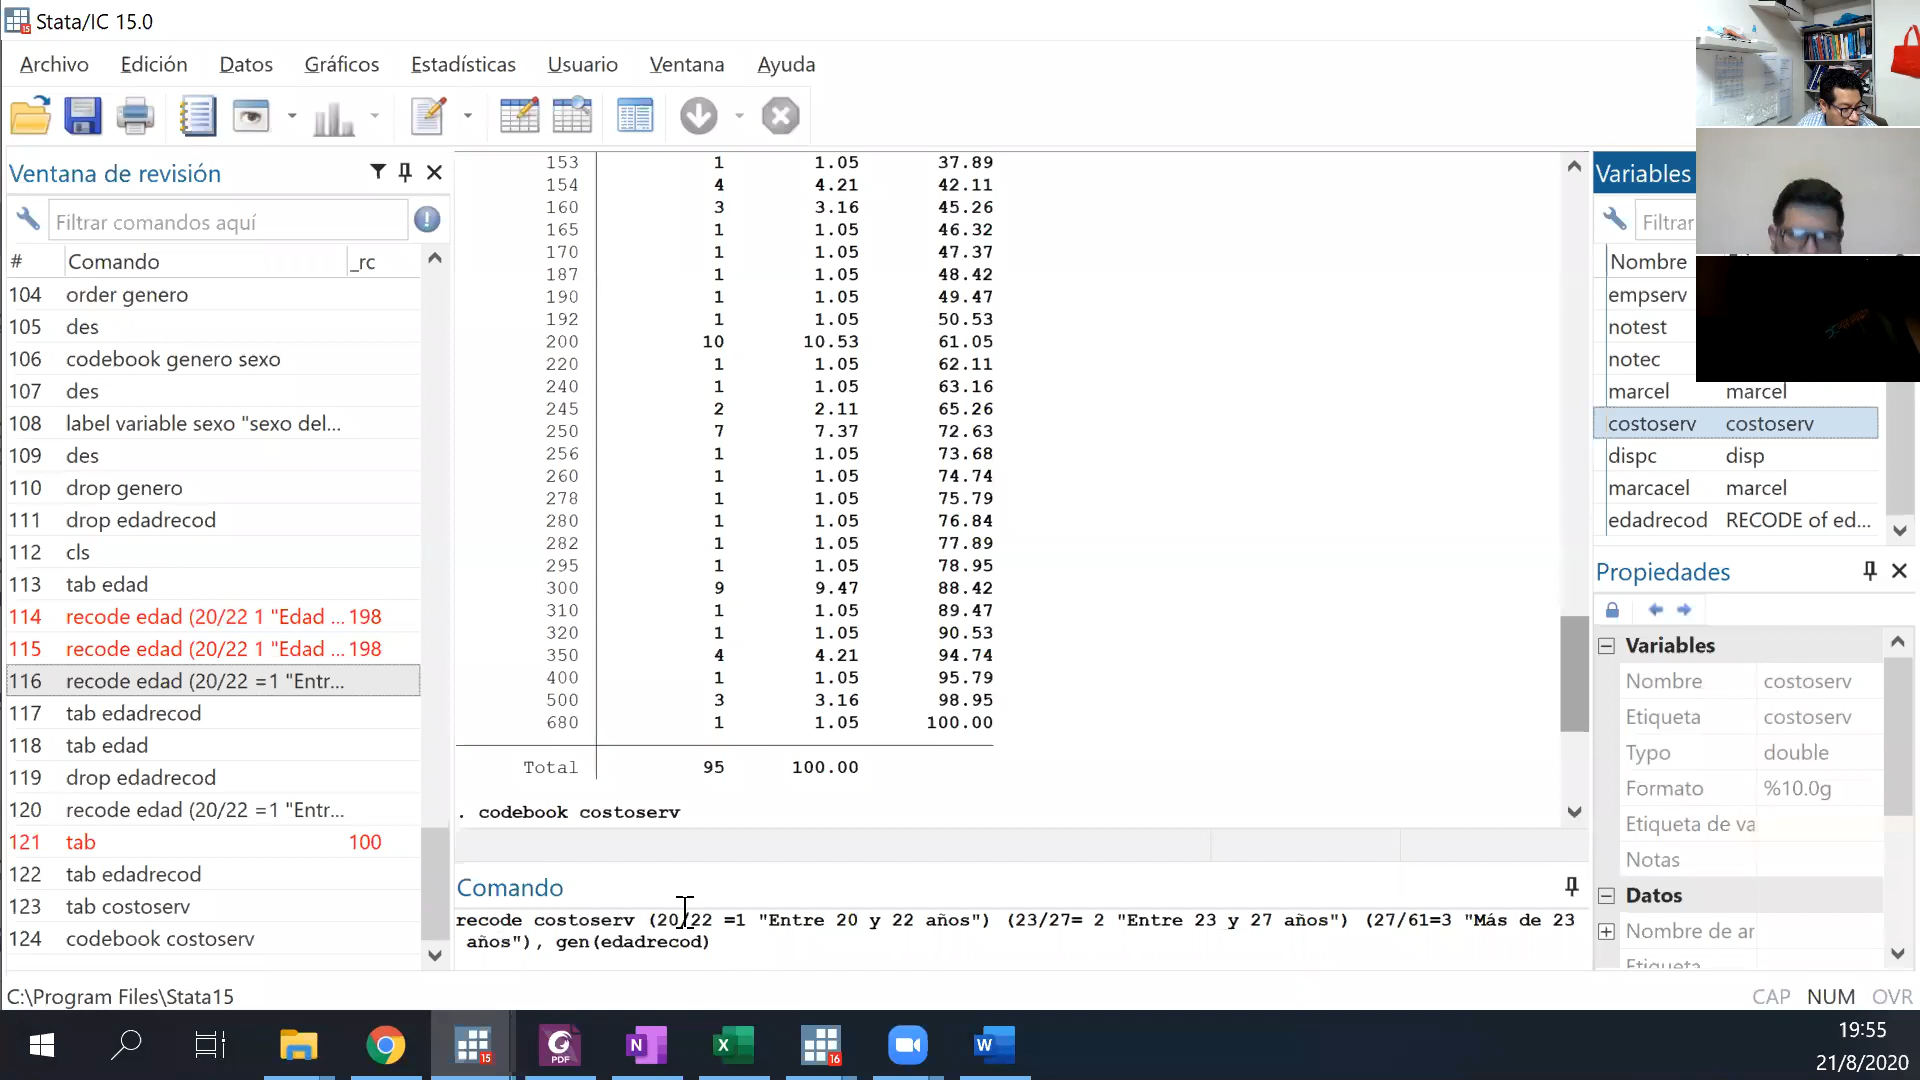 Stata/IC 15.0
Archivo Edición Datos Gráficos Estadísticas Usuario Ventana Ayuda
Ventana de revisión
Filtrar comandos aquí
# Comando _rc
104 order genero
105 des
106 codebook genero sexo
107 des
108 label variable sexo "sexo del...
109 des
110 drop genero
111 drop edadrecod
112 cls
113 tab edad
114 recode edad (20/22 1 "Edad ... 198
115 recode edad (20/22 1 "Edad ... 198
116 recode edad (20/22 =1 "Entr...
117 tab edadrecod
118 tab edad
119 drop edadrecod
120 recode edad (20/22 =1 "Entr...
121 tab 100
122 tab edadrecod
123 tab costoserv
124 codebook costoserv
153 1 1.05 37.89
154 4 4.21 42.11
160 3 3.16 45.26
165 1 1.05 46.32
170 1 1.05 47.37
187 1 1.05 48.42
190 1 1.05 49.47
192 1 1.05 50.53
200 10 10.53 61.05
220 1 1.05 62.11
240 1 1.05 63.16
245 2 2.11 65.26
250 7 7.37 72.63
256 1 1.05 73.68
260 1 1.05 74.74
278 1 1.05 75.79
280 1 1.05 76.84
282 1 1.05 77.89
295 1 1.05 78.95
300 9 9.47 88.42
310 1 1.05 89.47
320 1 1.05 90.53
350 4 4.21 94.74
400 1 1.05 95.79
500 3 3.16 98.95
680 1 1.05 100.00
Total 95 100.00
. codebook costoserv
Comando
recode costoserv (20/22 =1 "Entre 20 y 22 años") (23/27= 2 "Entre 23 y 27 años") (27/61=3 "Más de 23
años"), gen(edadrecod)
Variables
Filtrar
Nombre
empserv
notest
notec
marcel marcel
costoserv costoserv
dispc disp
marcacel marcel
edadrecod RECODE of ed...
Propiedades
Variables
Nombre costoserv
Etiqueta costoserv
Typo double
Formato %10.0g
Etiqueta de va
Notas
Datos
Nombre de ar
Etiqueta
C:\Program Files\Stata15
CAP NUM OVR
15
PDF
N
X
16
W
19:55
21/8/2020